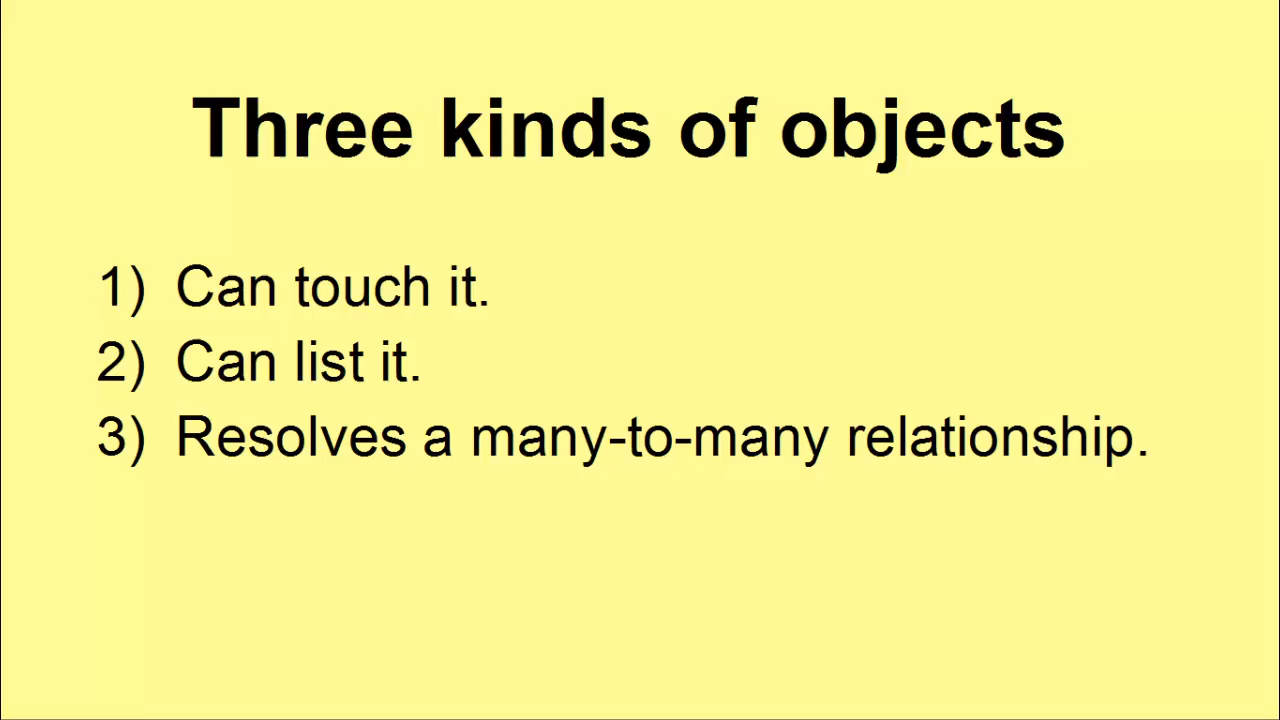 Three kinds of objects
1) Can touch it.
2) Can list it.
3) Resolves a many-to-many relationship.